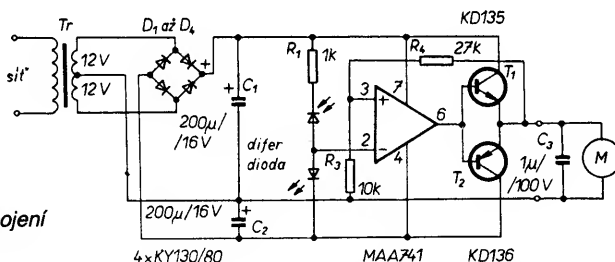 KD135
Tr
D1 až D4
12V
12V
síť
+
R1
1k
R4
27k
T1
+
C1
200μ/
/16V
difer
dioda
3
+
7
6
2
−
4
R3
10k
T2
C3
1μ/
/100V
M
200μ/16V
+
C2
ojení
4×KY130/80
MAA741
KD136